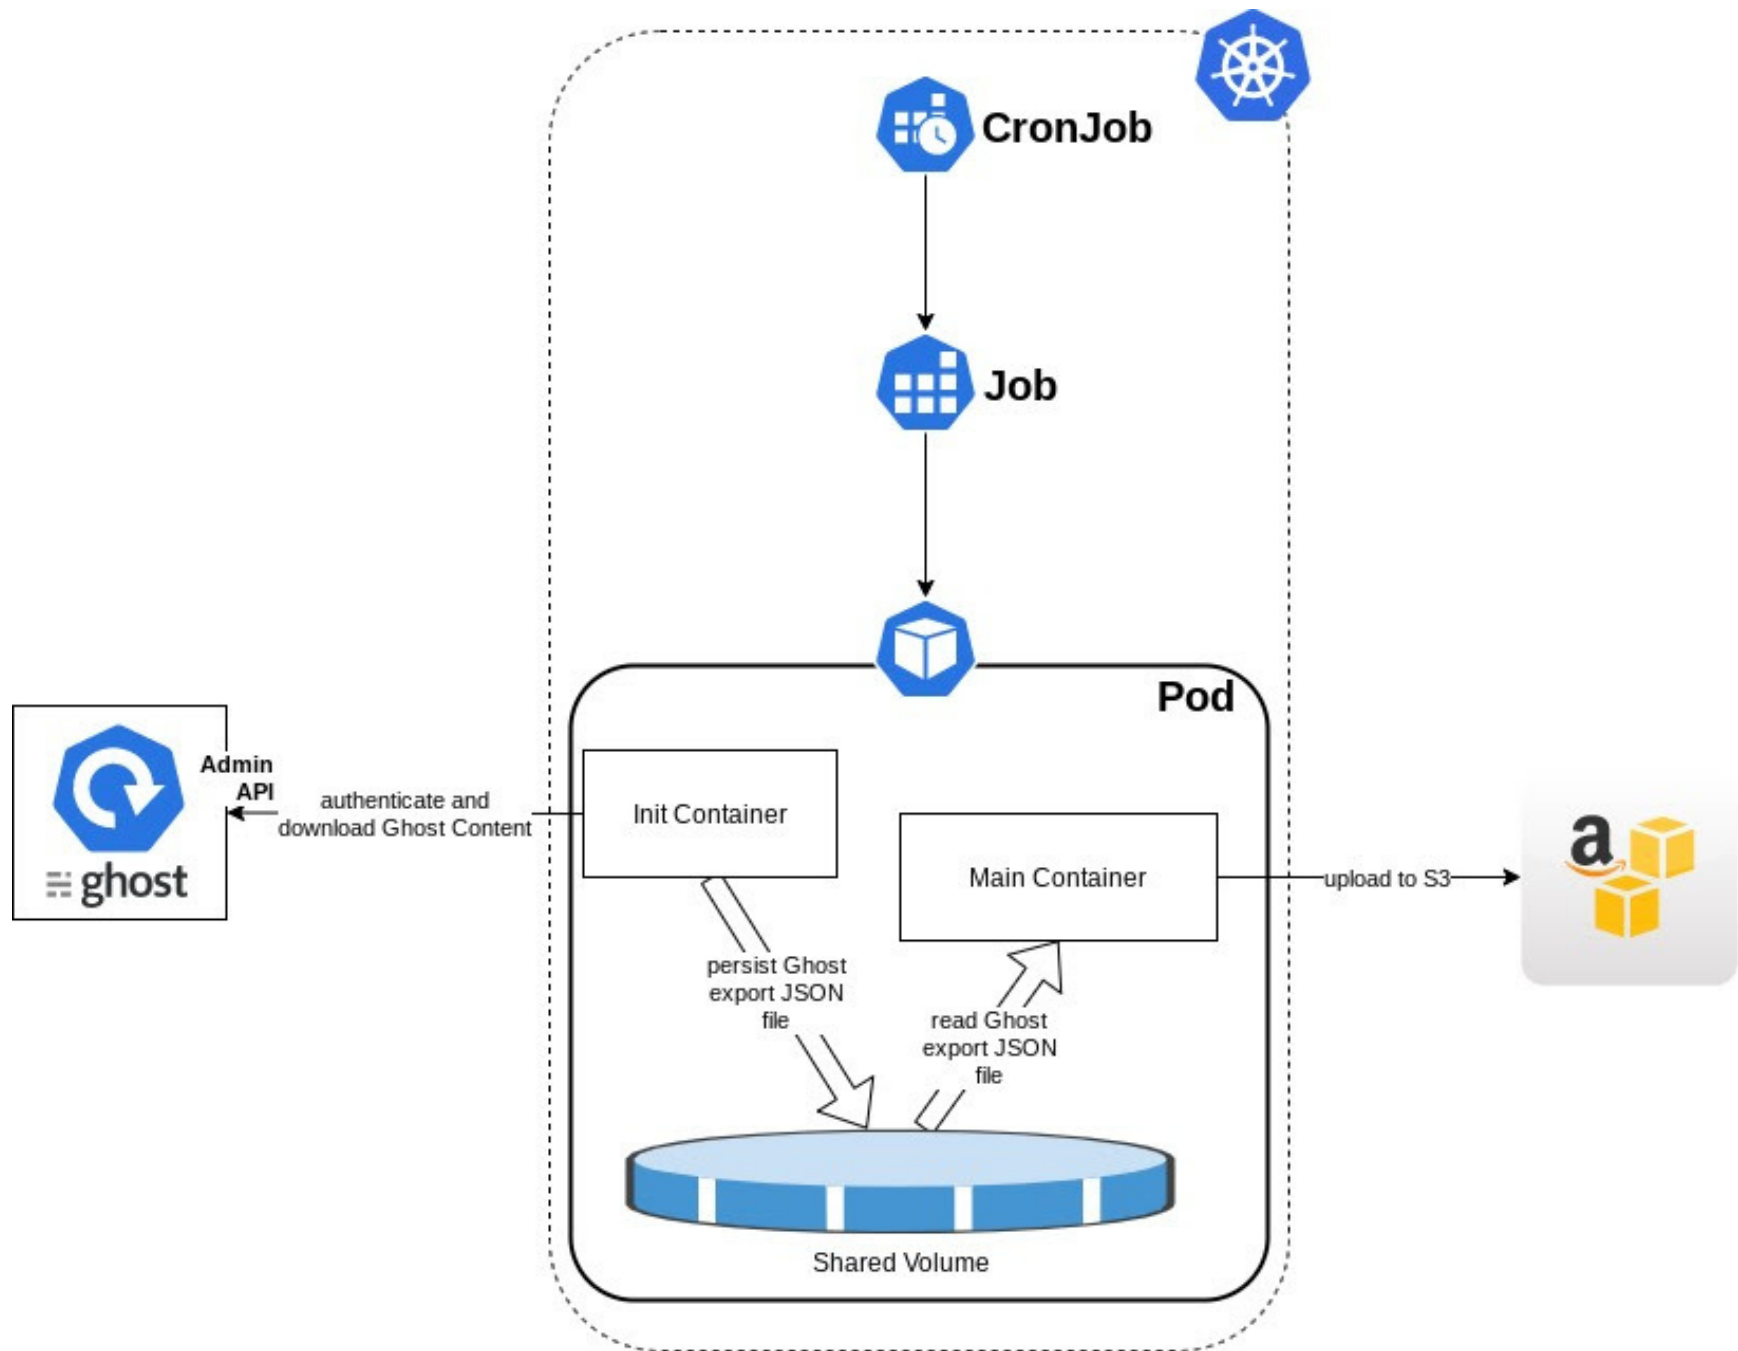 CronJob
Job
Pod
Admin
API
authenticate and
download Ghost Content
ghost
Init Container
Main Container
upload to S3
a
persist Ghost
export JSON
file
read Ghost
export JSON
file
Shared Volume